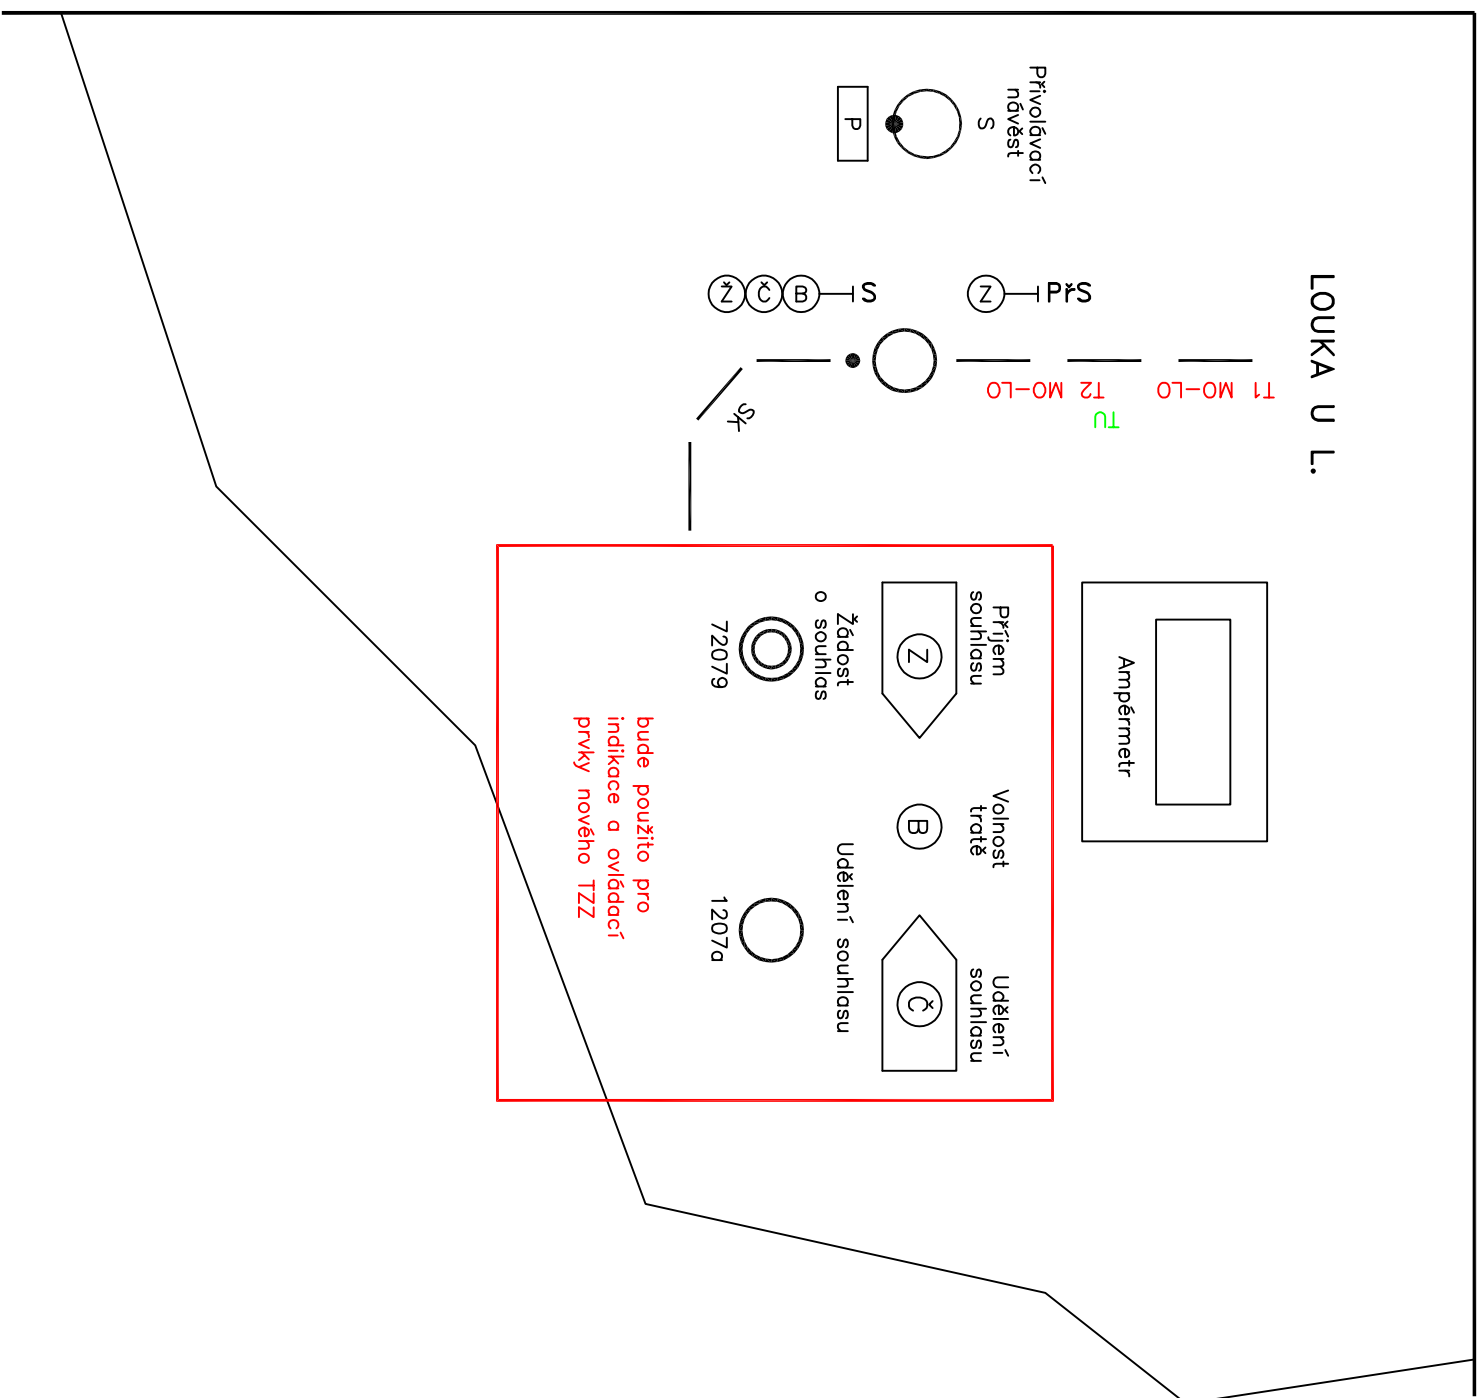 LOUKA U L.
Přivolávací
návěst
S
P
PřS
Z
S
B
Č
Ž
T1 MO-LO
T2 MO-LO
TU
SK
Ampérmetr
Příjem
souhlasu
Z
Volnost
tratě
B
Udělení
souhlasu
Č
Žádost
o souhlas
72079
Udělení souhlasu
1207a
bude použito pro
indikace a ovládací
prvky nového TZZ